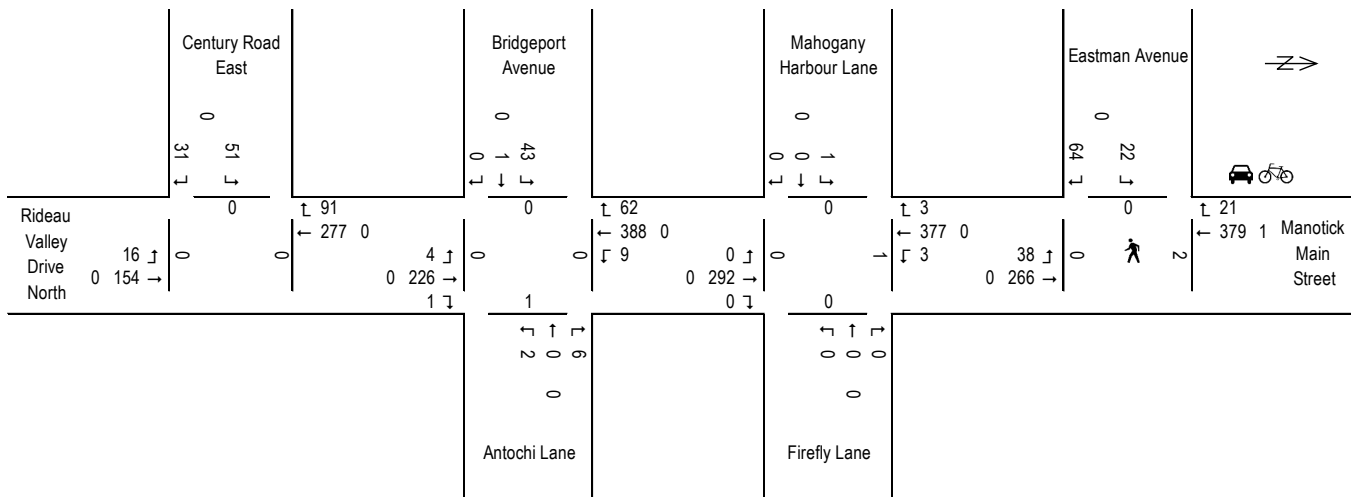 Century Road
East
Bridgeport
Avenue
Mahogany
Harbour Lane
Eastman Avenue
Z
0
0
0
0
31 51
0 1 43
0 0 1
64 22
0
0
0
0
91
277 0
62
388 0
9
3
377 0
3
21
379 1
Rideau
Valley
Drive
North
16
0 154
0 0
4
0 226
1
0 0
0
0 292
0
0 1
38
0 266
0 2
Manotick
Main
Street
1
0
2 0 6
0 0 0
0
0
Antochi Lane
Firefly Lane